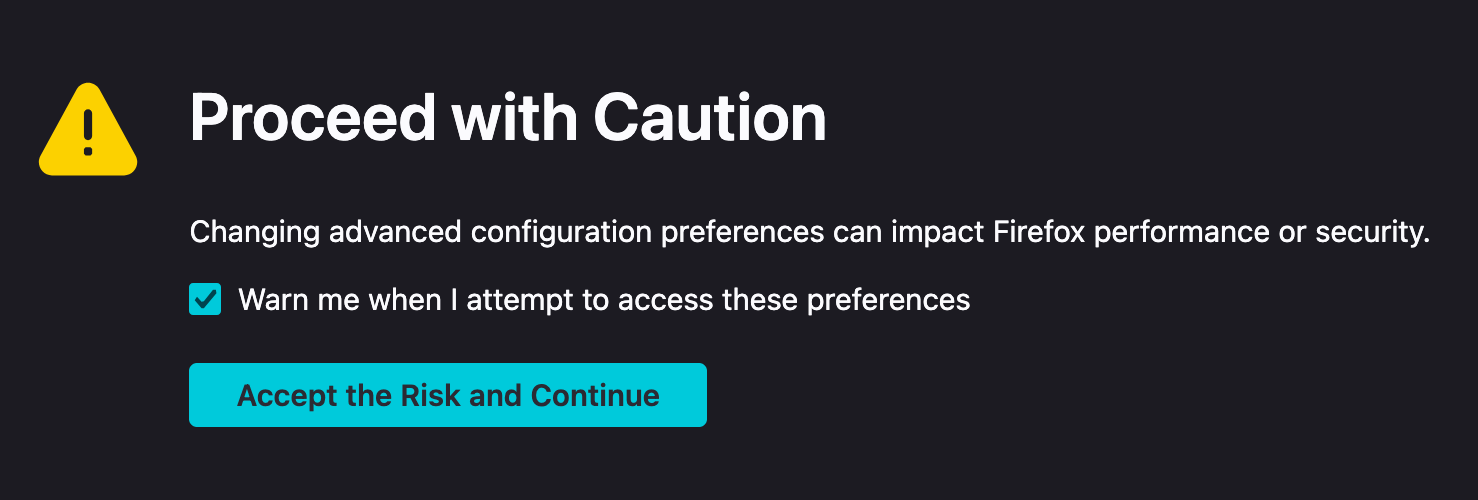 Proceed with Caution
Changing advanced configuration preferences can impact Firefox performance or security.
Warn me when I attempt to access these preferences
Accept the Risk and Continue